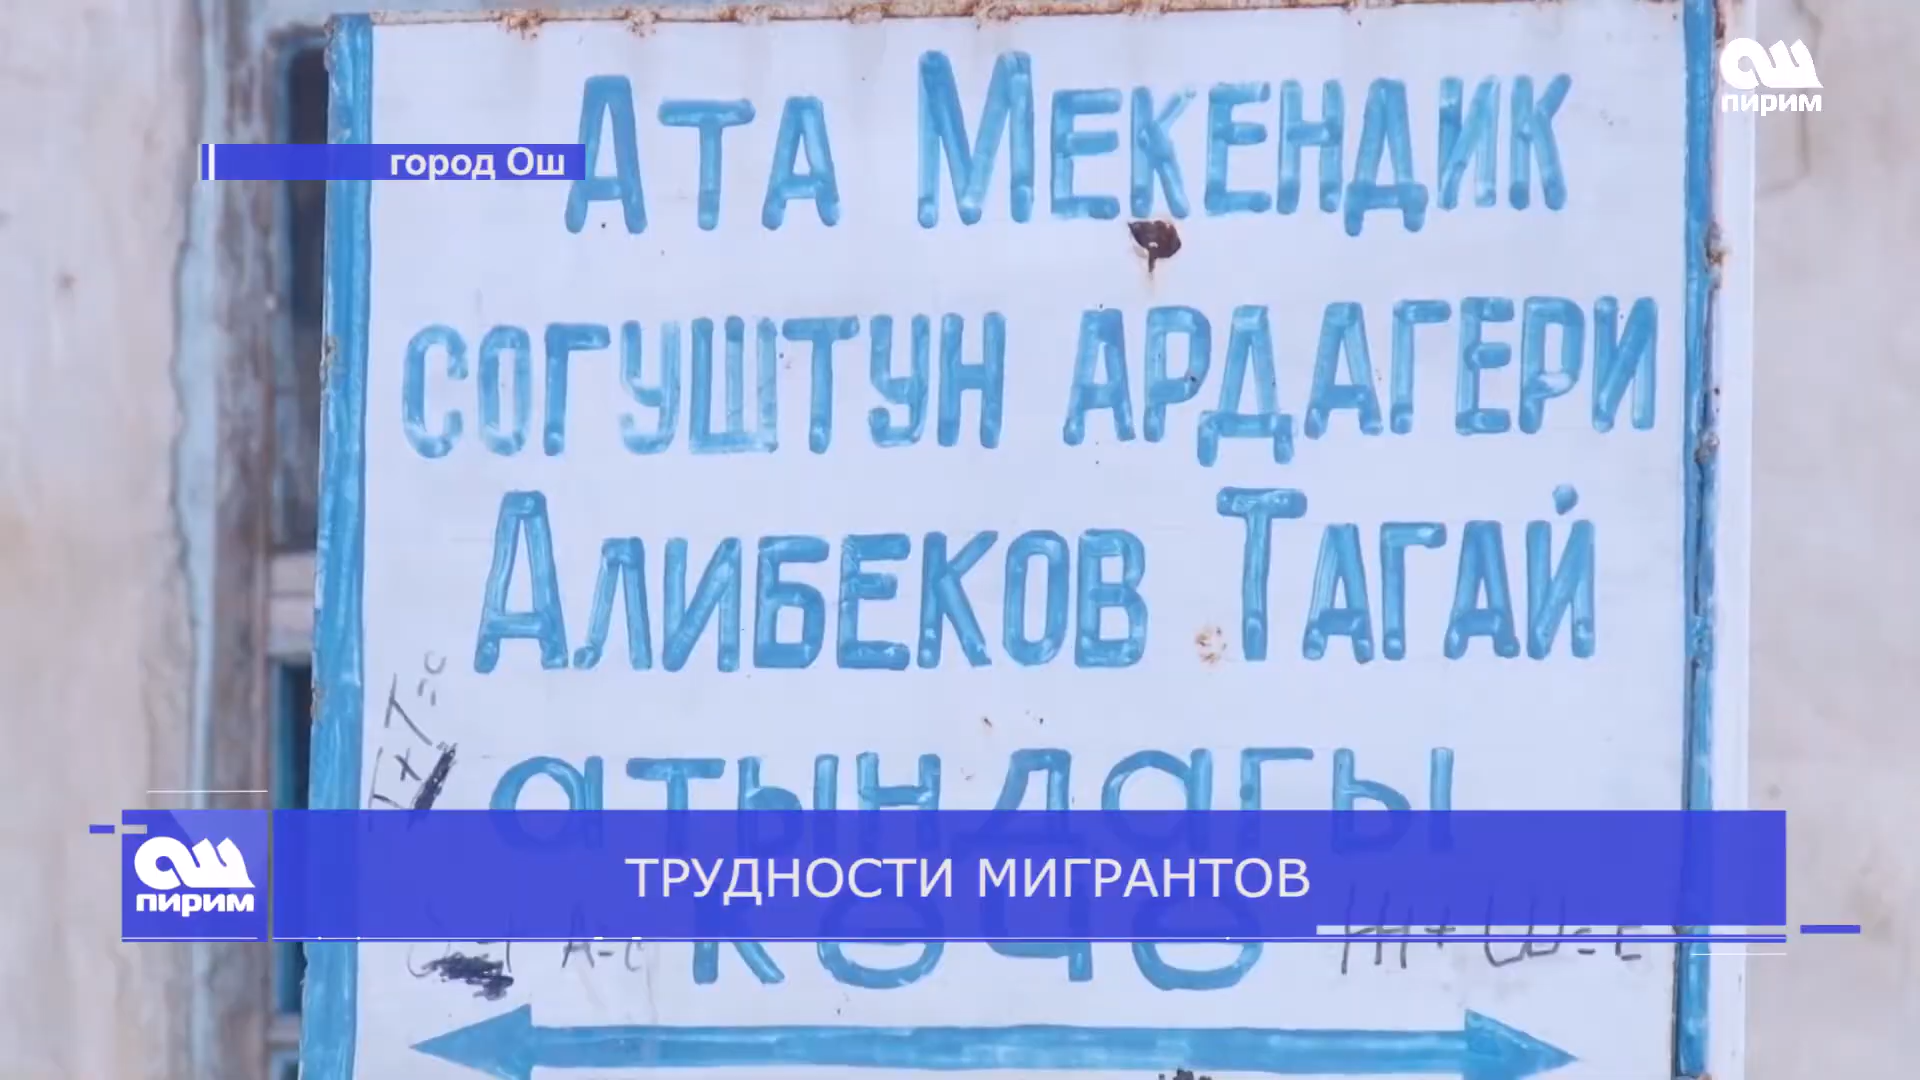 ОШ
ПИРИМ
город Ош
АТА МЕКЕНДИК
СОГУШТУН АРДАГЕРИ
АЛИБЕКОВ ТАГАЙ
атындагы
ТРУДНОСТИ МИГРАНТОВ
ОШ
ПИРИМ
көчө